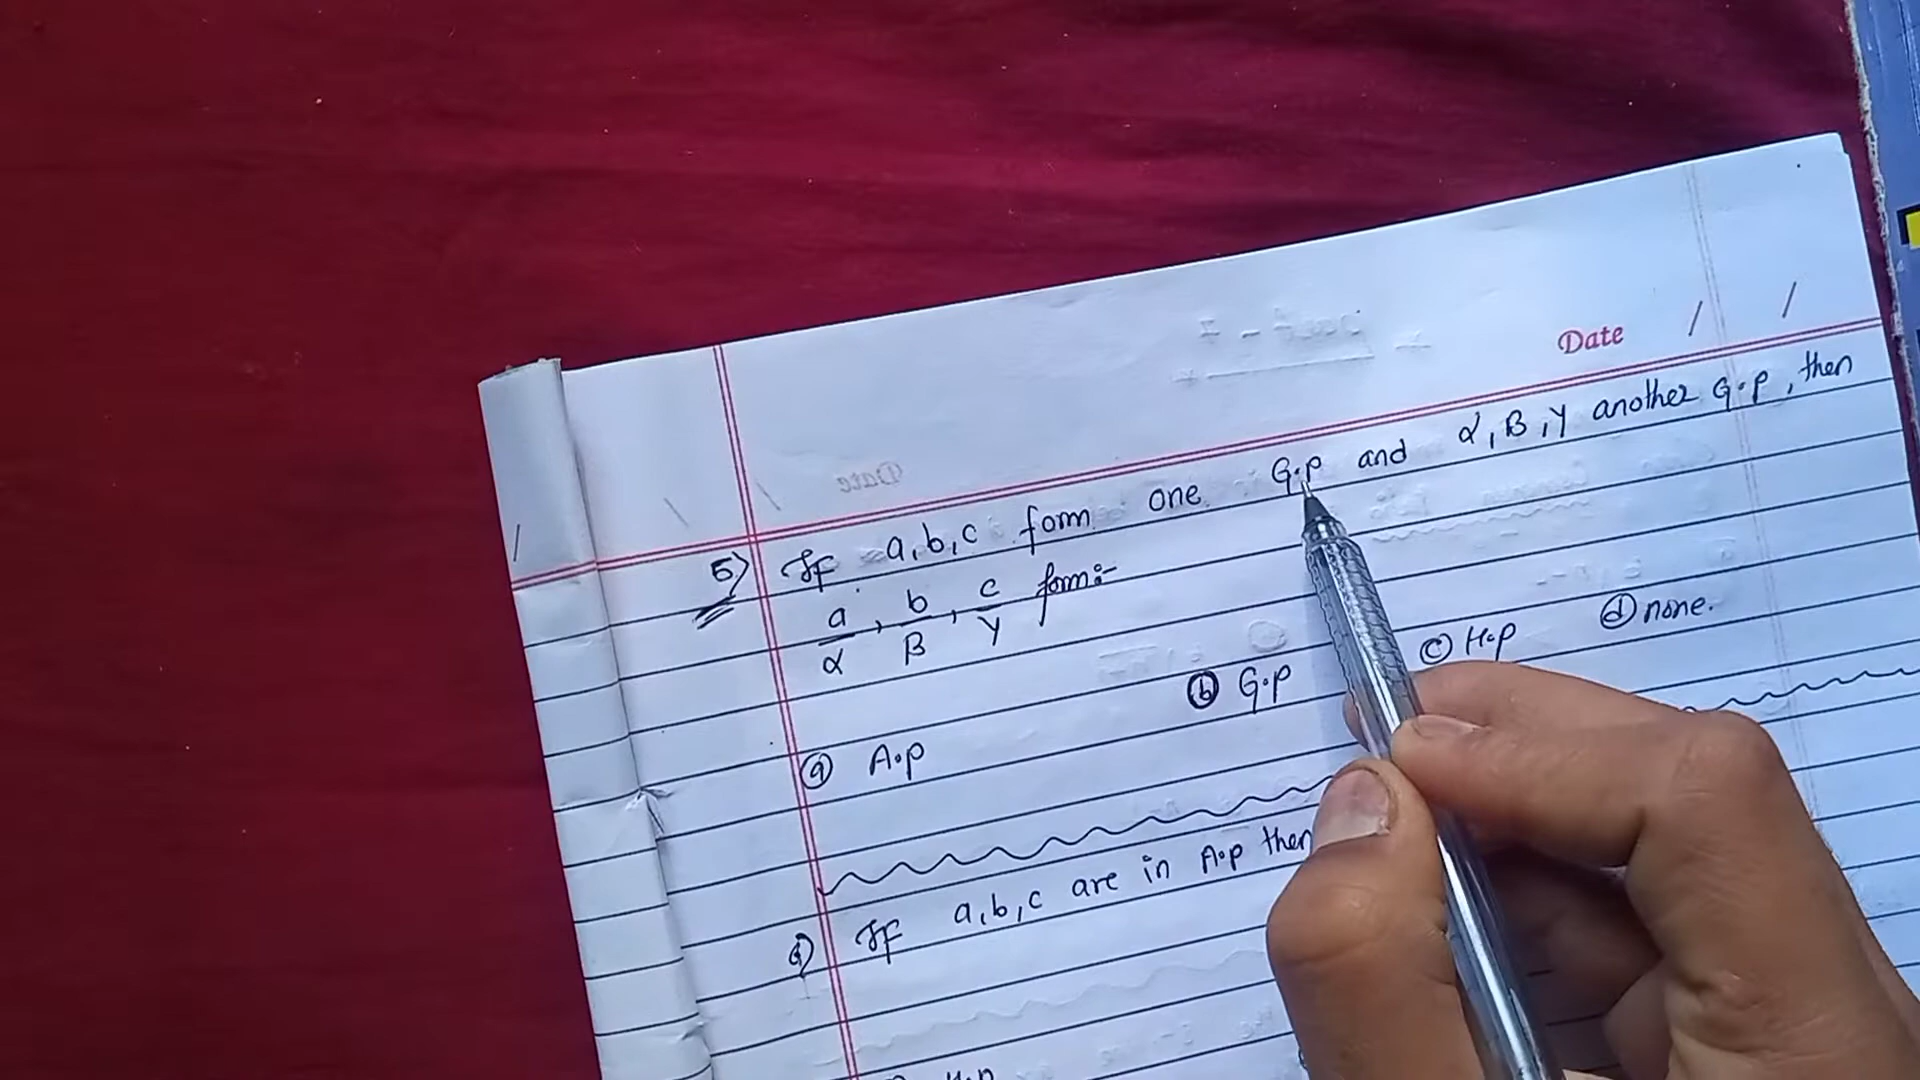 Date / /
5) If a,b,c form one G.P and α,β,γ another G.P, then
a/α, b/β, c/γ form:-
(a) A.P (b) G.P (c) H.P (d) none.
6) If a,b,c are in A.P then
H.P